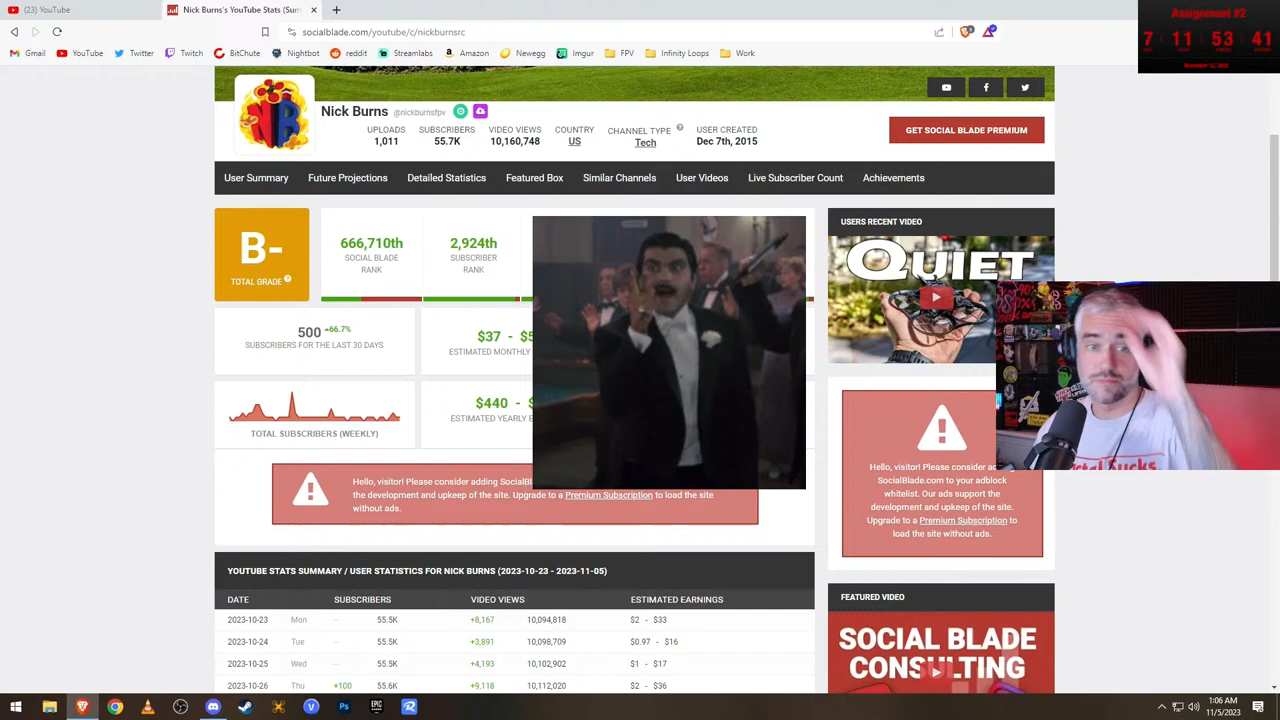 (23) YouTube
Nick Burns's YouTube Stats (Sum
Assignment #2
7 11 53 41
socialblade.com/youtube/c/nickburnsrc
Gmail YouTube Twitter Twitch BitChute Nightbot reddit Streamlabs Amazon Newegg Imgur FPV Infinity Loops Work
Nick Burns @nickburnsfpv
UPLOADS SUBSCRIBERS VIDEO VIEWS COUNTRY CHANNEL TYPE USER CREATED
1,011 55.7K 10,160,748 US Tech Dec 7th, 2015
GET SOCIAL BLADE PREMIUM
User Summary Future Projections Detailed Statistics Featured Box Similar Channels User Videos Live Subscriber Count Achievements
B-
TOTAL GRADE
666,710th
SOCIAL BLADE
RANK
2,924th
SUBSCRIBER
RANK
500 66.7%
SUBSCRIBERS FOR THE LAST 30 DAYS
$37 - $5
ESTIMATED MONTHLY
TOTAL SUBSCRIBERS (WEEKLY)
$440 - $
ESTIMATED YEARLY E
Hello, visitor! Please consider adding SocialBl
the development and upkeep of the site. Upgrade to a Premium Subscription to load the site
without ads.
USERS RECENT VIDEO
QUIET
Hello, visitor! Please consider
SocialBlade.com to your adblock
whitelist. Our ads support the
development and upkeep of the site.
Upgrade to a Premium Subscription to
load the site without ads.
YOUTUBE STATS SUMMARY / USER STATISTICS FOR NICK BURNS (2023-10-23 - 2023-11-05)
DATE SUBSCRIBERS VIDEO VIEWS ESTIMATED EARNINGS
2023-10-23 Mon -- 55.5K +8,167 10,094,818 $2 - $33
2023-10-24 Tue -- 55.5K +3,891 10,098,709 $0.97 - $16
2023-10-25 Wed -- 55.5K +4,193 10,102,902 $1 - $17
2023-10-26 Thu +100 55.6K +9,118 10,112,020 $2 - $36
FEATURED VIDEO
SOCIAL BLADE
CONSULTING
1:06 AM
11/5/2023